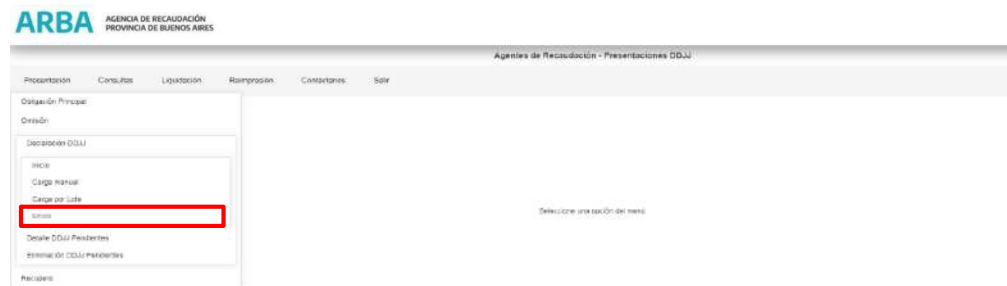 ARBA
AGENCIA DE RECAUDACIÓN
PROVINCIA DE BUENOS AIRES
Agentes de Recaudación - Presentaciones DDJJ
Presentación Consultas Liquidación Reimpresión Contáctenos Salir
Obligación Principal
Omisión
Declaración DDJJ
Inicio
Carga Manual
Carga por Lote
Seleccione una opción del menú
Detalle DDJJ Pendientes
Eliminación DDJJ Pendientes
Recupero